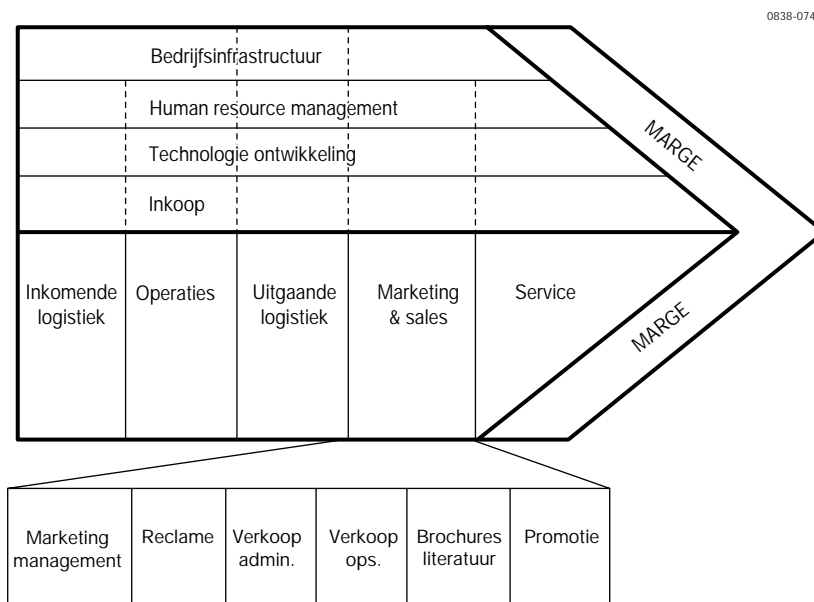 0838-074
Bedrijfsinfrastructuur
Human resource management
Technologie ontwikkeling
Inkoop
MARGE
MARGE
Inkomende
logistiek
Operaties
Uitgaande
logistiek
Marketing
& sales
Service
Marketing
management
Reclame
Verkoop
admin.
Verkoop
ops.
Brochures
literatuur
Promotie